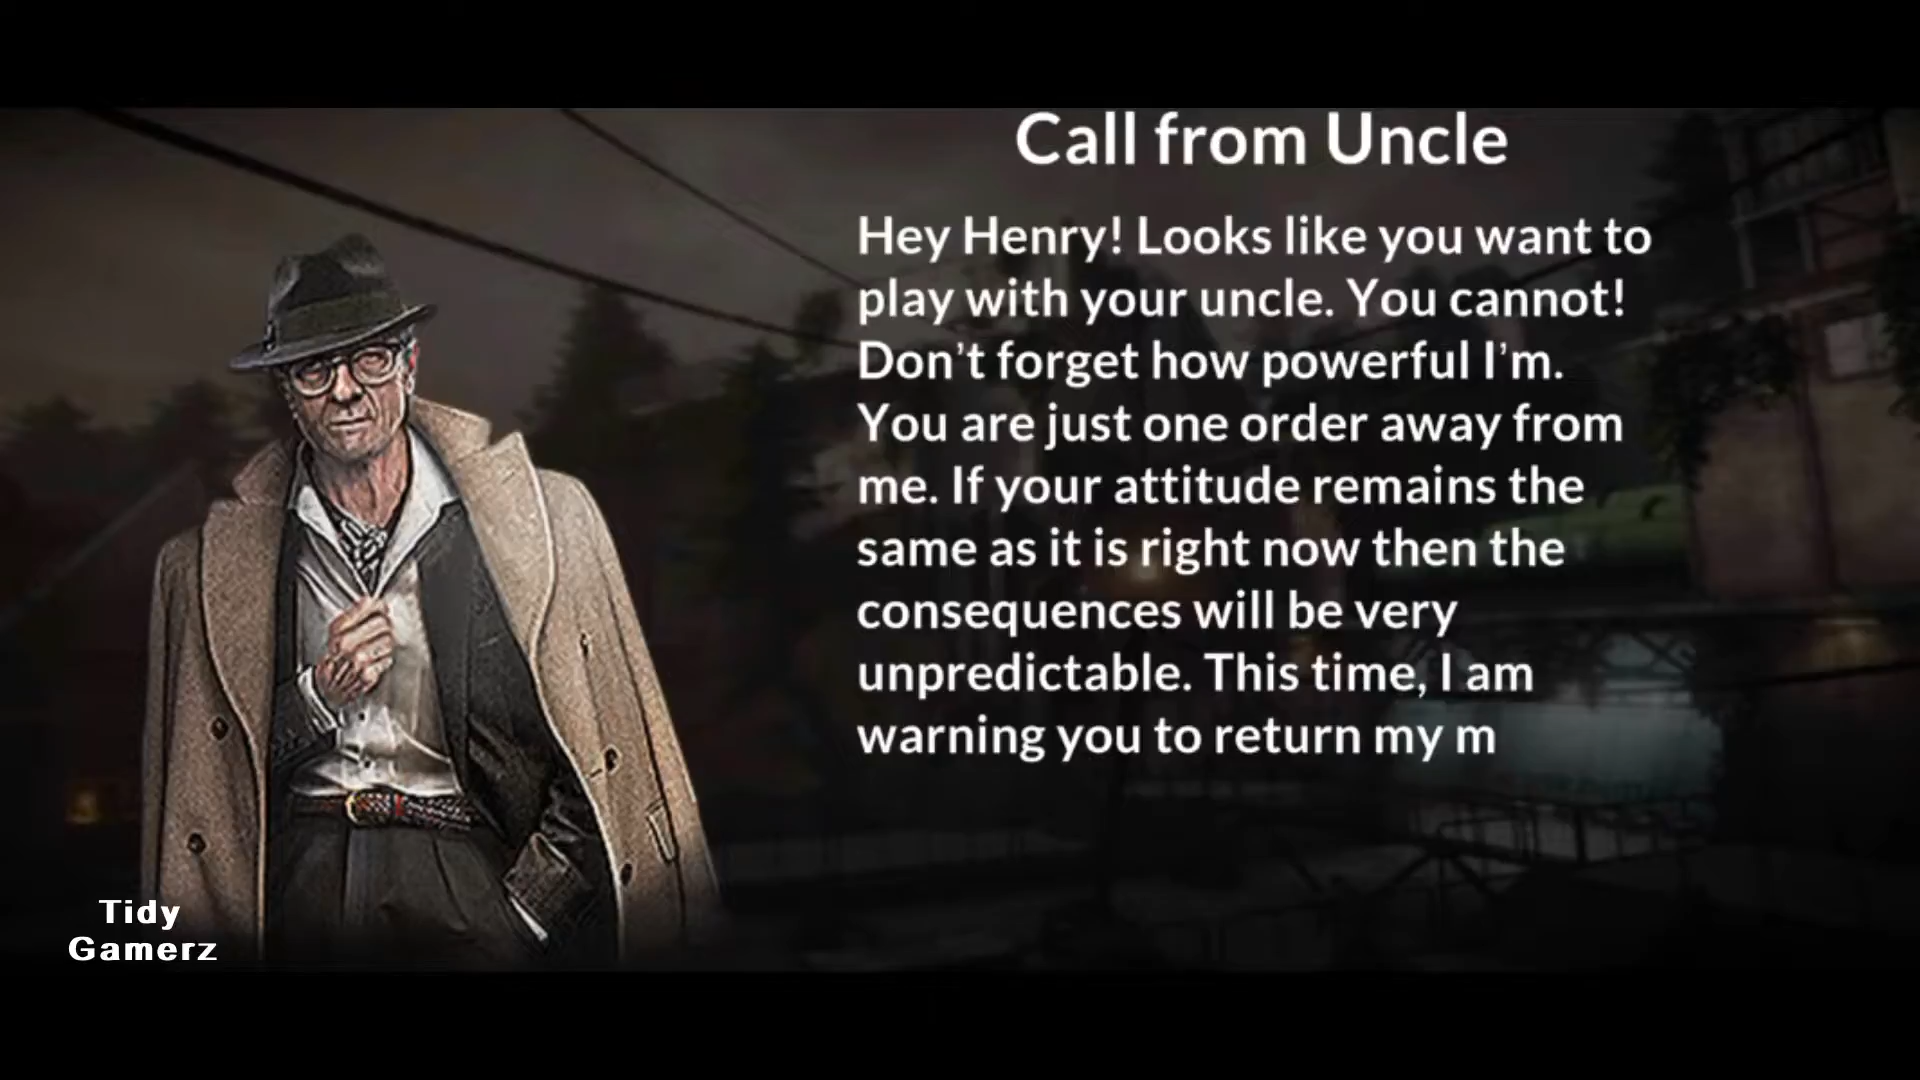 Call from Uncle
Hey Henry! Looks like you want to
play with your uncle. You cannot!
Don't forget how powerful I'm.
You are just one order away from
me. If your attitude remains the
same as it is right now then the
consequences will be very
unpredictable. This time, I am
warning you to return my m
Tidy
Gamerz